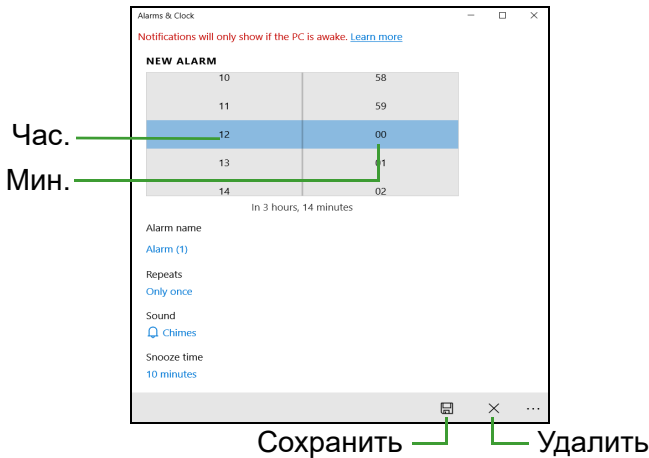 Alarms & Clock
Notifications will only show if the PC is awake. Learn more
NEW ALARM
10 58
11 59
Час. 12 00
13 01
Мин.
14 02
In 3 hours, 14 minutes
Alarm name
Alarm (1)
Repeats
Only once
Sound
Chimes
Snooze time
10 minutes
Сохранить Удалить